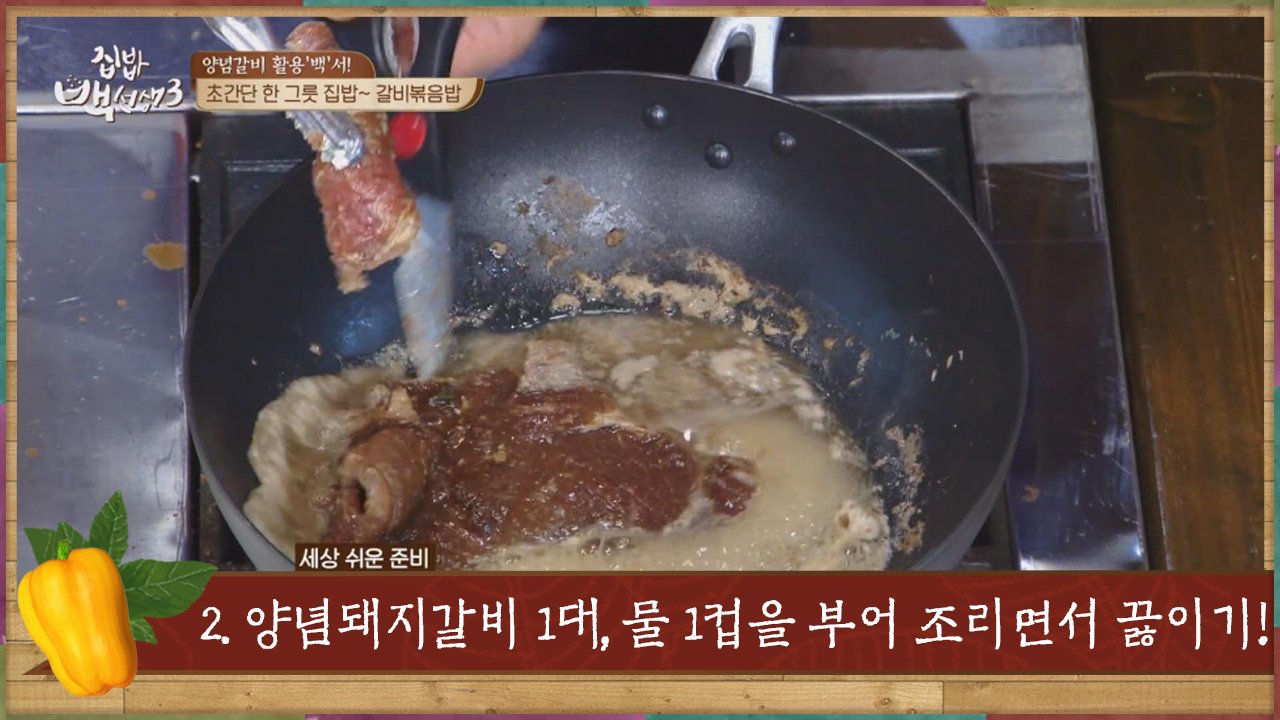 집밥
백선생3
양념갈비 활용'백'서!
초간단 한 그릇 집밥~ 갈비볶음밥
세상 쉬운 준비
2. 양념돼지갈비 1대, 물 1컵을 부어 조리면서 끓이기!